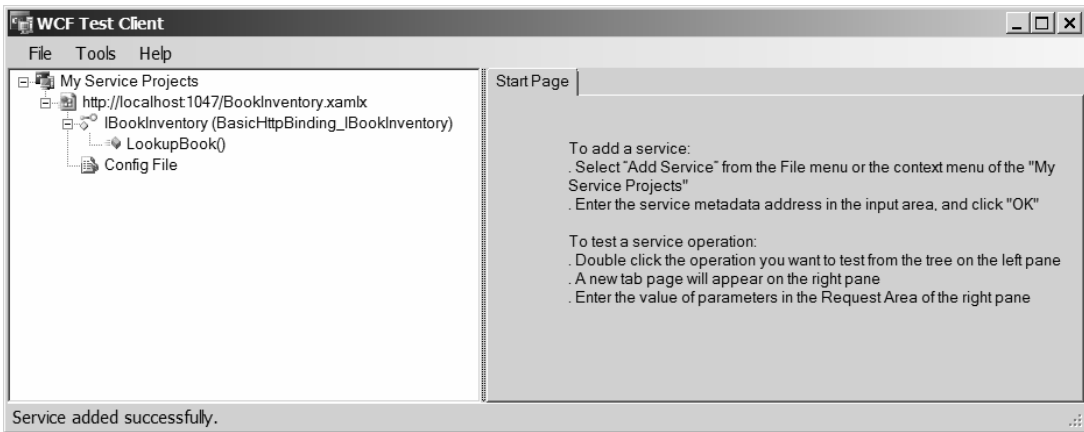 WCF Test Client
File Tools Help
My Service Projects
http://localhost:1047/BookInventory.xamlx
IBookInventory (BasicHttpBinding_IBookInventory)
LookupBook()
Config File
Start Page
To add a service:
. Select "Add Service" from the File menu or the context menu of the "My
Service Projects"
. Enter the service metadata address in the input area, and click "OK"
To test a service operation:
. Double click the operation you want to test from the tree on the left pane
. A new tab page will appear on the right pane
. Enter the value of parameters in the Request Area of the right pane
Service added successfully.